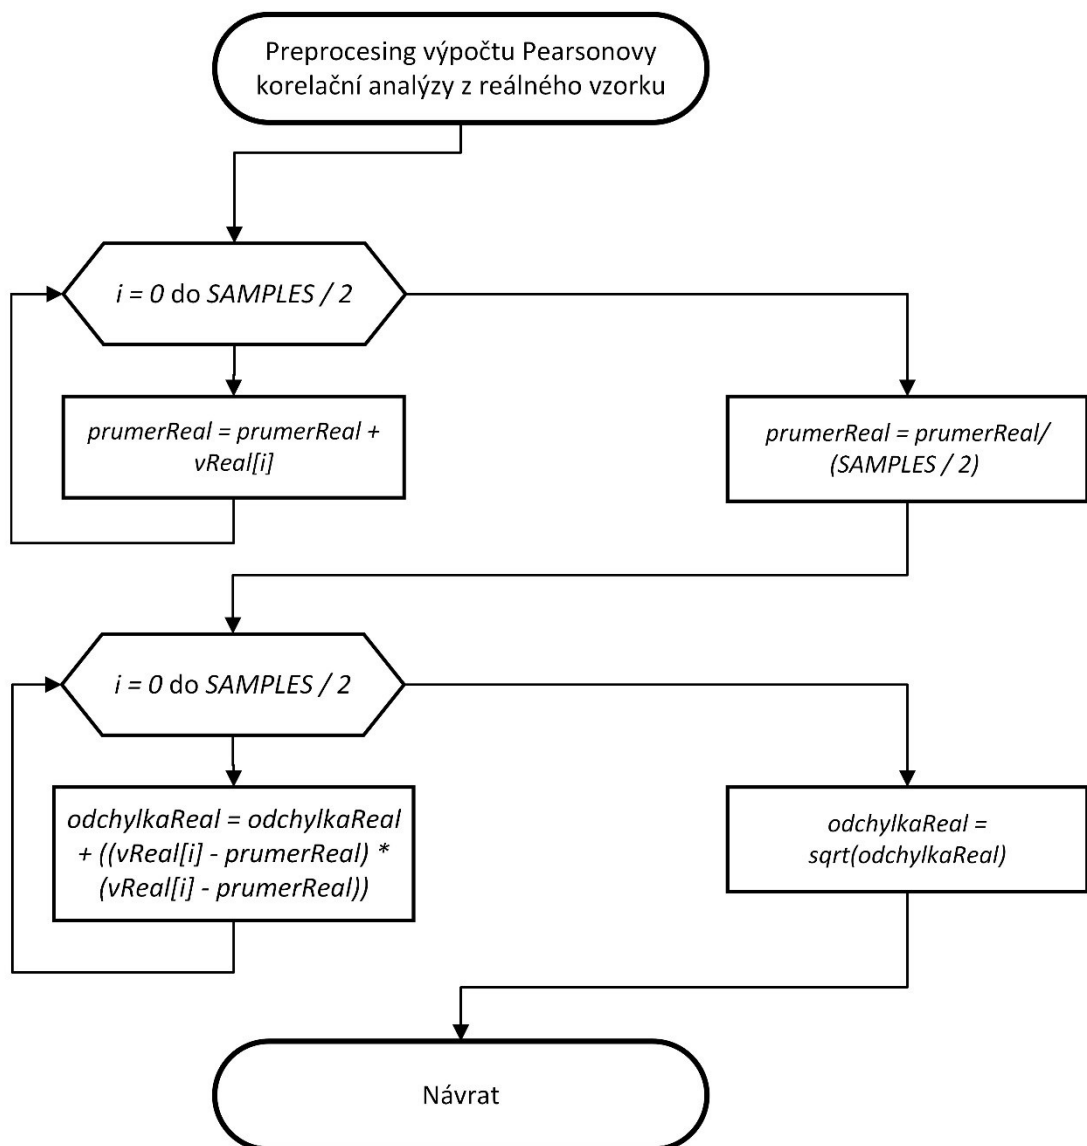 Preprocesing výpočtu Pearsonovy
korelační analýzy z reálného vzorku
i = 0 do SAMPLES / 2
prumerReal = prumerReal +
vReal[i]
prumerReal = prumerReal/
(SAMPLES / 2)
i = 0 do SAMPLES / 2
odchylkaReal = odchylkaReal
+ ((vReal[i] - prumerReal) *
(vReal[i] - prumerReal))
odchylkaReal =
sqrt(odchylkaReal)
Návrat